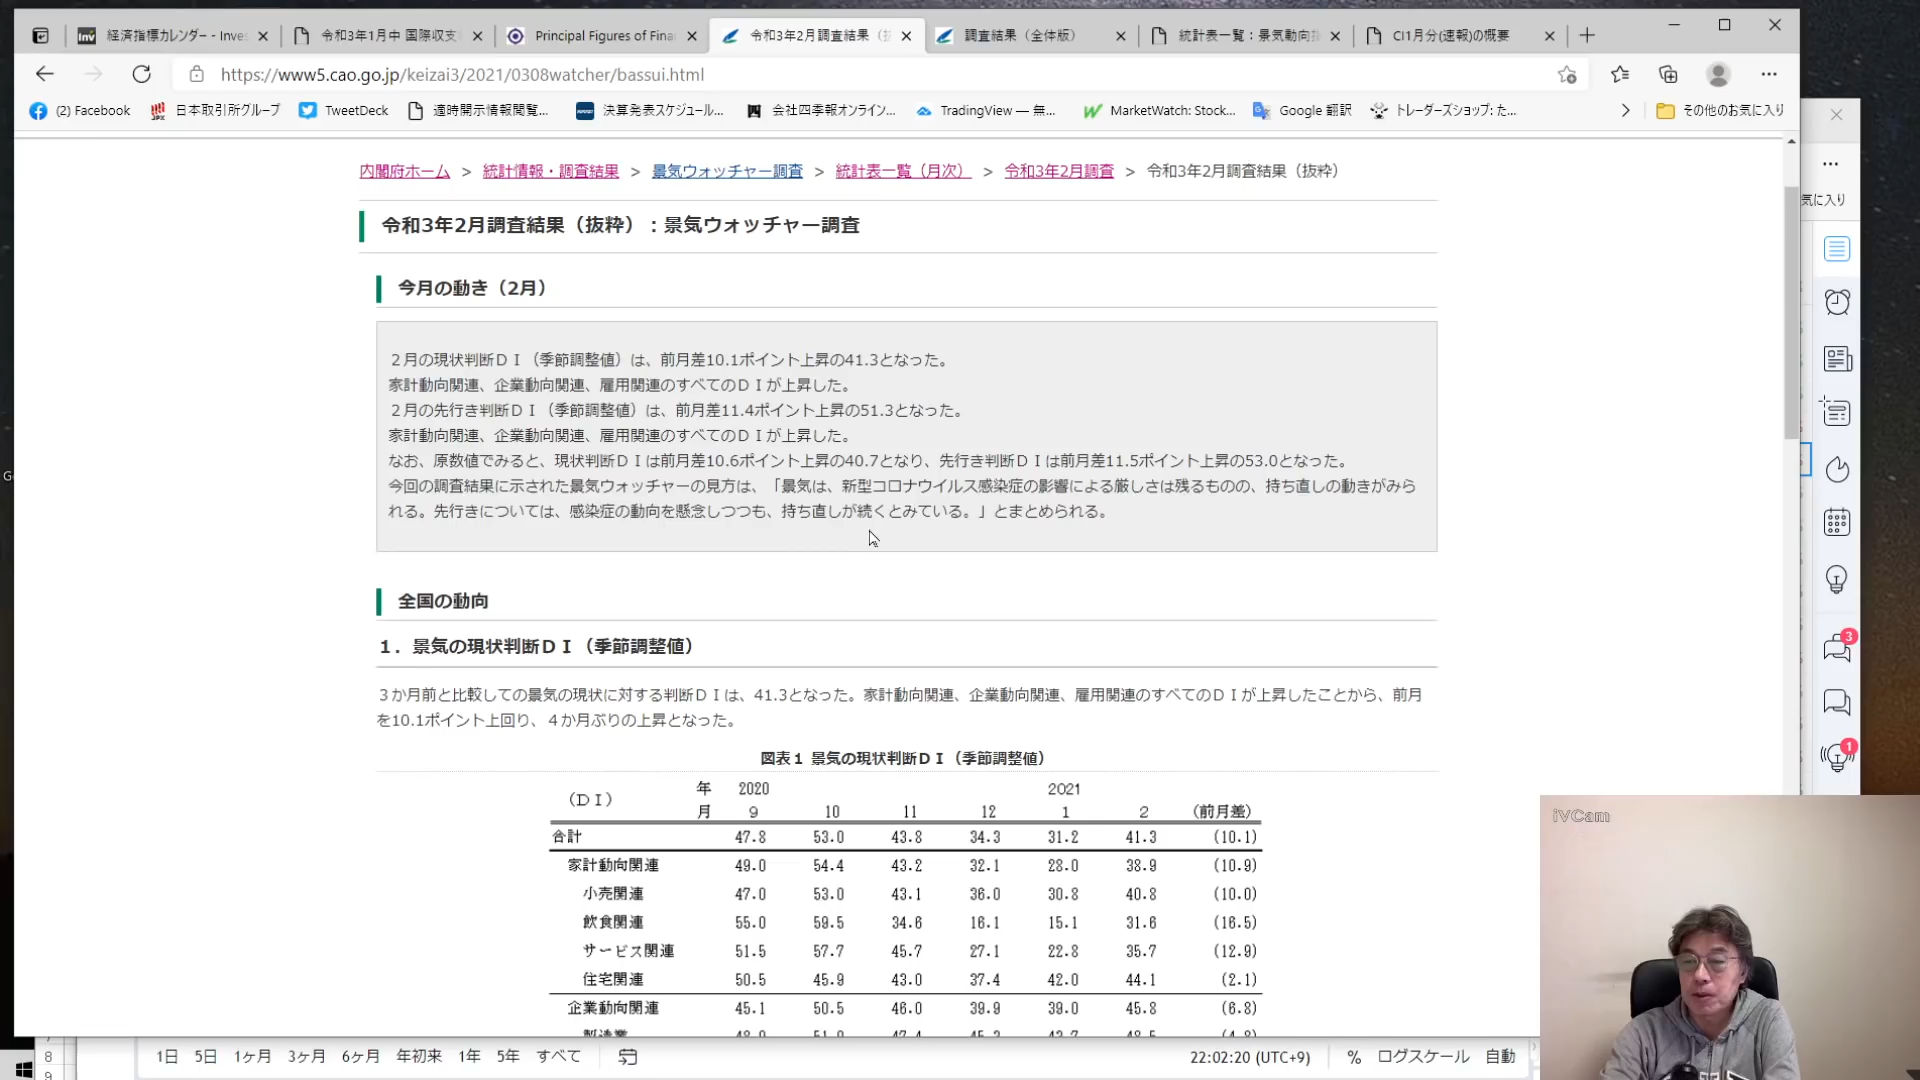 経済指標カレンダー - Inve
令和3年1月中 国際収支
Principal Figures of Fina
令和3年2月調査結果（抜
調査結果（全体版）
統計表一覧：景気動向指
CI1月分(速報)の概要
https://www5.cao.go.jp/keizai3/2021/0308watcher/bassui.html
(2) Facebook
日本取引所グループ
TweetDeck
適時開示情報閲覧...
決算発表スケジュール...
会社四季報オンライン...
TradingView — 無...
MarketWatch: Stock...
Google 翻訳
トレーダーズショップ: た...
その他のお気に入り
気に入り
内閣府ホーム > 統計情報・調査結果 > 景気ウォッチャー調査 > 統計表一覧（月次） > 令和3年2月調査 > 令和3年2月調査結果（抜粋）
令和3年2月調査結果（抜粋）：景気ウォッチャー調査
今月の動き（2月）
２月の現状判断ＤＩ（季節調整値）は、前月差10.1ポイント上昇の41.3となった。
家計動向関連、企業動向関連、雇用関連のすべてのＤＩが上昇した。
２月の先行き判断ＤＩ（季節調整値）は、前月差11.4ポイント上昇の51.3となった。
家計動向関連、企業動向関連、雇用関連のすべてのＤＩが上昇した。
なお、原数値でみると、現状判断ＤＩは前月差10.6ポイント上昇の40.7となり、先行き判断ＤＩは前月差11.5ポイント上昇の53.0となった。
今回の調査結果に示された景気ウォッチャーの見方は、「景気は、新型コロナウイルス感染症の影響による厳しさは残るものの、持ち直しの動きがみら
れる。先行きについては、感染症の動向を懸念しつつも、持ち直しが続くとみている。」とまとめられる。
全国の動向
１．景気の現状判断ＤＩ（季節調整値）
３か月前と比較しての景気の現状に対する判断ＤＩは、41.3となった。家計動向関連、企業動向関連、雇用関連のすべてのＤＩが上昇したことから、前月
を10.1ポイント上回り、４か月ぶりの上昇となった。
図表１ 景気の現状判断ＤＩ（季節調整値）
年 2020 2021
（ＤＩ）
月 9 10 11 12 1 2 (前月差)
合計 47.8 53.0 43.8 34.3 31.2 41.3 (10.1)
家計動向関連 49.0 54.4 43.2 32.1 28.0 38.9 (10.9)
小売関連 47.0 53.0 43.1 36.0 30.8 40.8 (10.0)
飲食関連 55.0 59.5 34.6 16.1 15.1 31.6 (16.5)
サービス関連 51.5 57.7 45.7 27.1 22.8 35.7 (12.9)
住宅関連 50.5 45.9 43.0 37.4 42.0 44.1 (2.1)
企業動向関連 45.1 50.5 46.0 39.9 39.0 45.8 (6.8)
3
1
iVCam
8
9
1日 5日 1ヶ月 3ヶ月 6ヶ月 年初来 1年 5年 すべて
22:02:20 (UTC+9) % ログスケール 自動